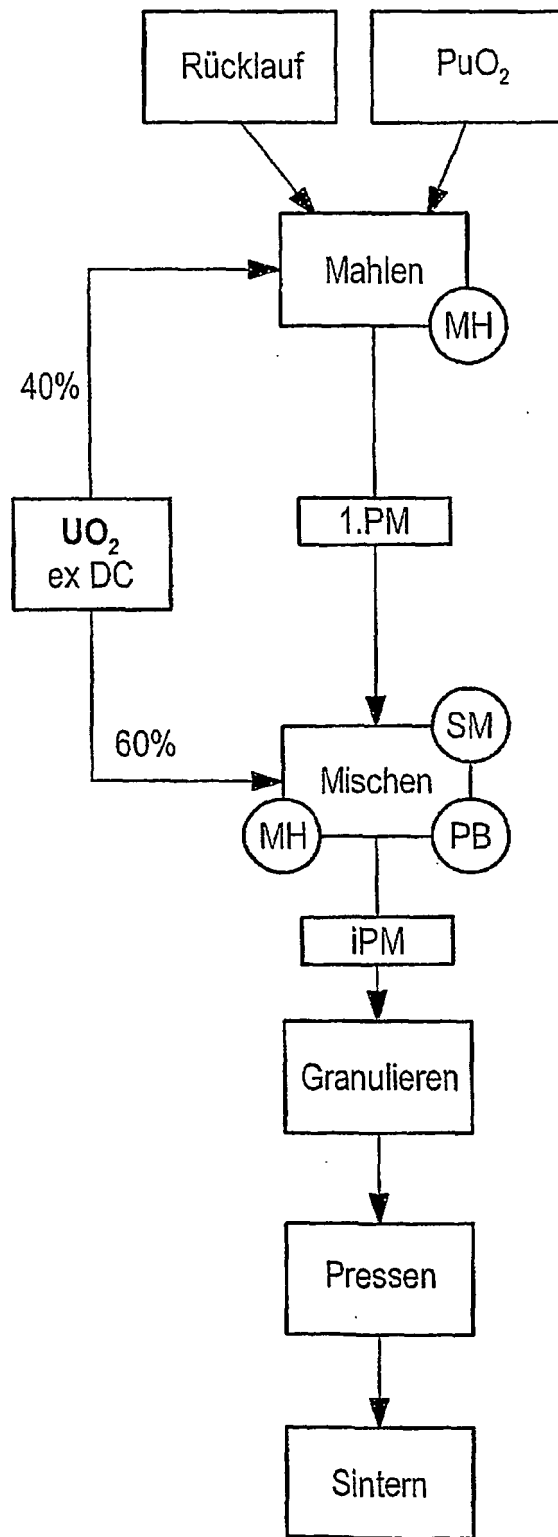 Rücklauf
PuO₂
Mahlen
MH
40%
1.PM
UO₂
ex DC
SM
60%
Mischen
MH
PB
iPM
Granulieren
Pressen
Sintern